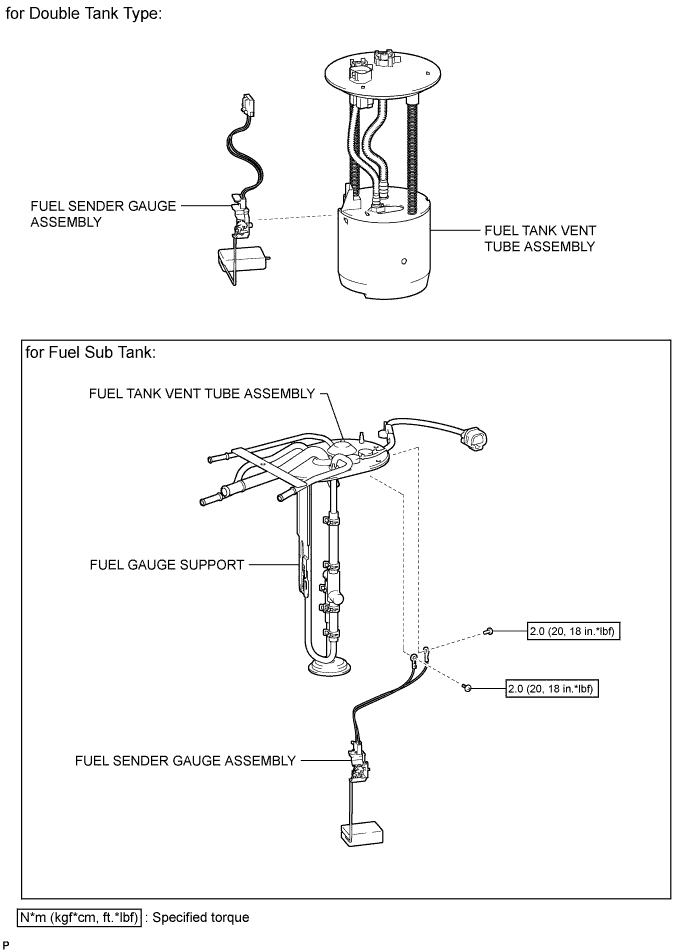 for Double Tank Type:
FUEL SENDER GAUGE
ASSEMBLY
FUEL TANK VENT
TUBE ASSEMBLY
for Fuel Sub Tank:
FUEL TANK VENT TUBE ASSEMBLY
FUEL GAUGE SUPPORT
2.0 (20, 18 in.*lbf)
2.0 (20, 18 in.*lbf)
FUEL SENDER GAUGE ASSEMBLY
N*m (kgf*cm, ft.*lbf) : Specified torque
P